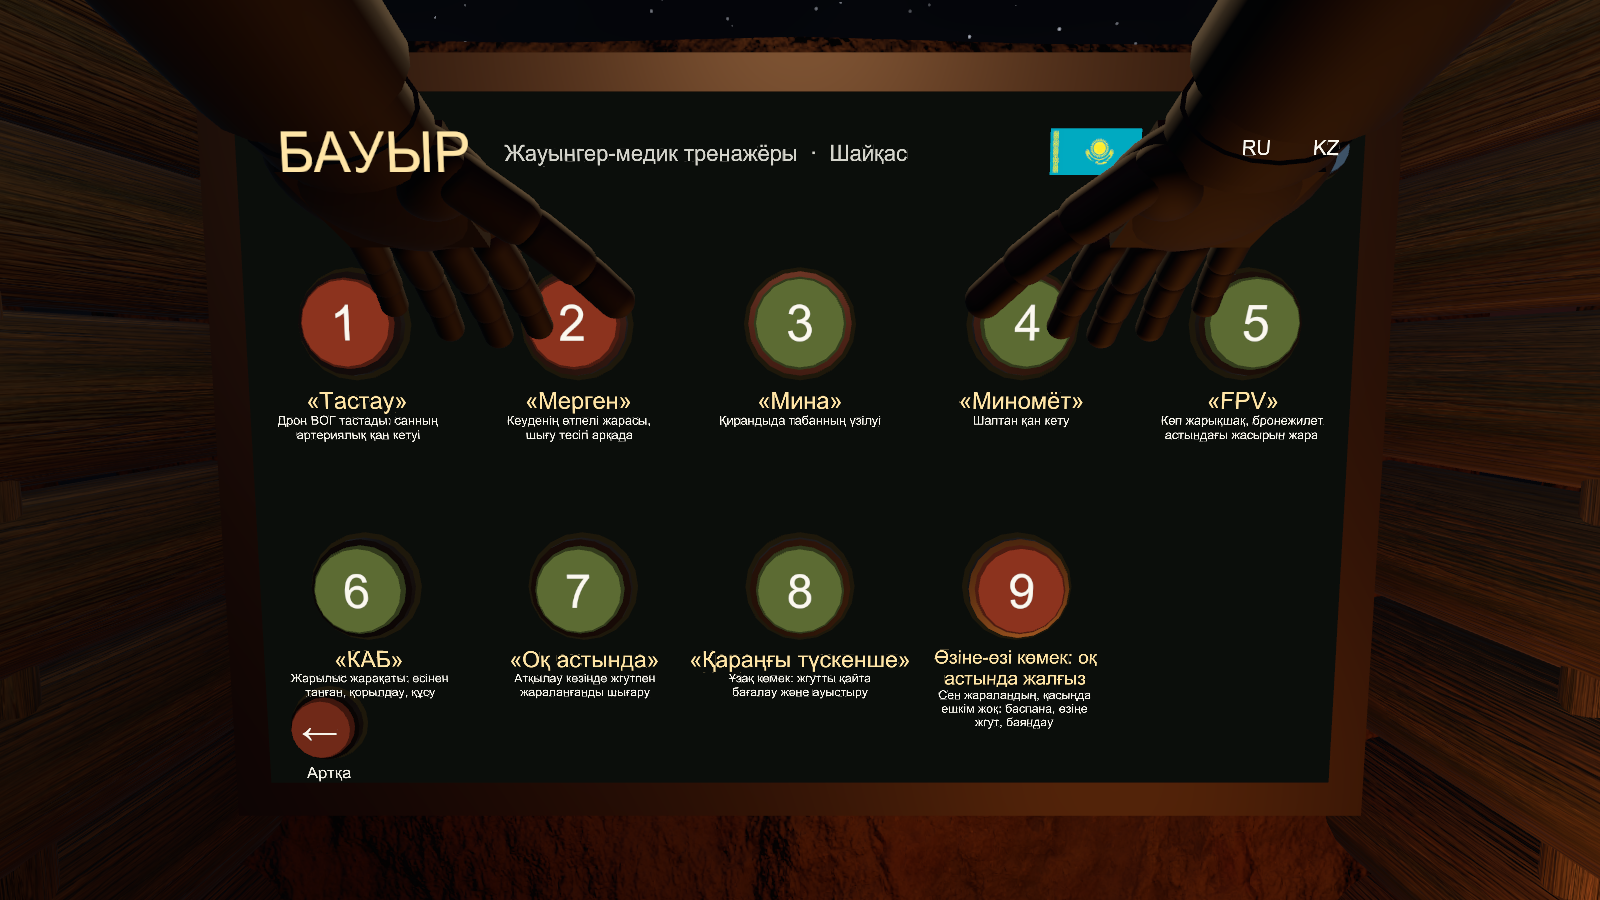 БАУЫР
Жауынгер-медик тренажёры · Шайқас
RU KZ
1
2
3
4
5
«Тастау»
Дрон ВОГ тастады: санның
артериялық қан кетуі
«Мерген»
Кеуденің өтпелі жарасы,
шығу тесігі арқада
«Мина»
Қирандыда табанның үзілуі
«Миномёт»
Шаптан қан кету
«FPV»
Көп жарықшақ, бронежилет
астындағы жасырын жара
6
7
8
9
«КАБ»
Жарылыс жарақаты: есінен
танған, қорылдау, құсу
«Оқ астында»
Атқылау кезінде жгутпен
жараланғанды шығару
«Қараңғы түскенше»
Ұзақ көмек: жгутты қайта
бағалау және ауыстыру
Өзіне-өзі көмек: оқ
астында жалғыз
Сен жараландың, қасыңда
ешкім жоқ: баспана, өзіңе
жгут, баяндау
←
Артқа